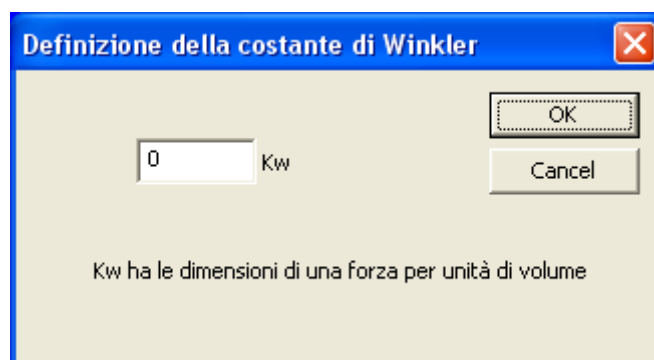 Definizione della costante di Winkler
OK
0 Kw
Cancel
Kw ha le dimensioni di una forza per unità di volume